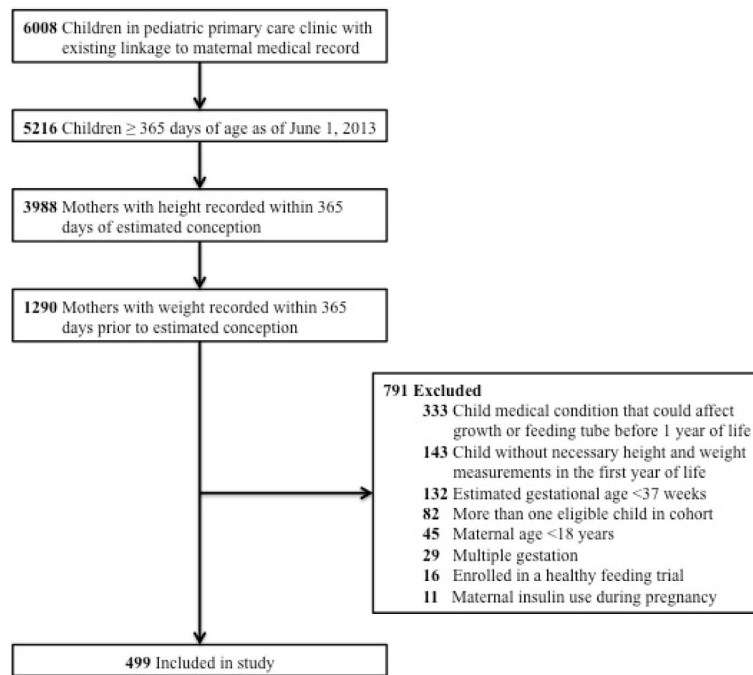 6008 Children in pediatric primary care clinic with
existing linkage to maternal medical record
5216 Children ≥ 365 days of age as of June 1, 2013
3988 Mothers with height recorded within 365
days of estimated conception
1290 Mothers with weight recorded within 365
days prior to estimated conception
791 Excluded
333 Child medical condition that could affect
growth or feeding tube before 1 year of life
143 Child without necessary height and weight
measurements in the first year of life
132 Estimated gestational age <37 weeks
82 More than one eligible child in cohort
45 Maternal age <18 years
29 Multiple gestation
16 Enrolled in a healthy feeding trial
11 Maternal insulin use during pregnancy
499 Included in study